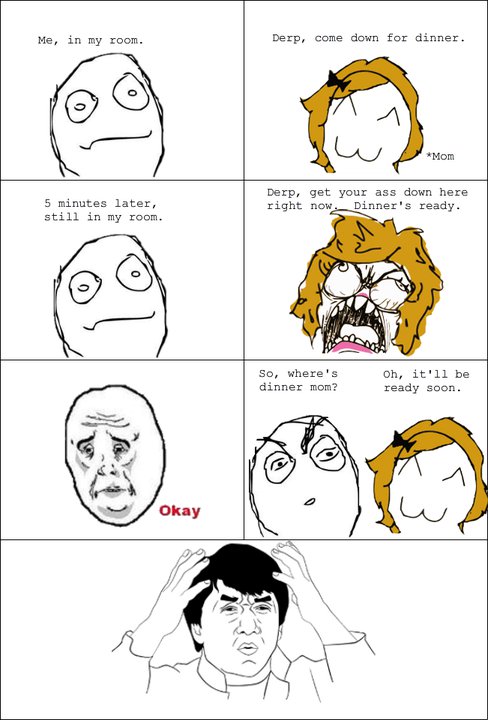 Me, in my room.
Derp, come down for dinner.
*Mom
5 minutes later,
still in my room.
Derp, get your ass down here
right now. Dinner's ready.
Okay
So, where's
dinner mom?
Oh, it'll be
ready soon.